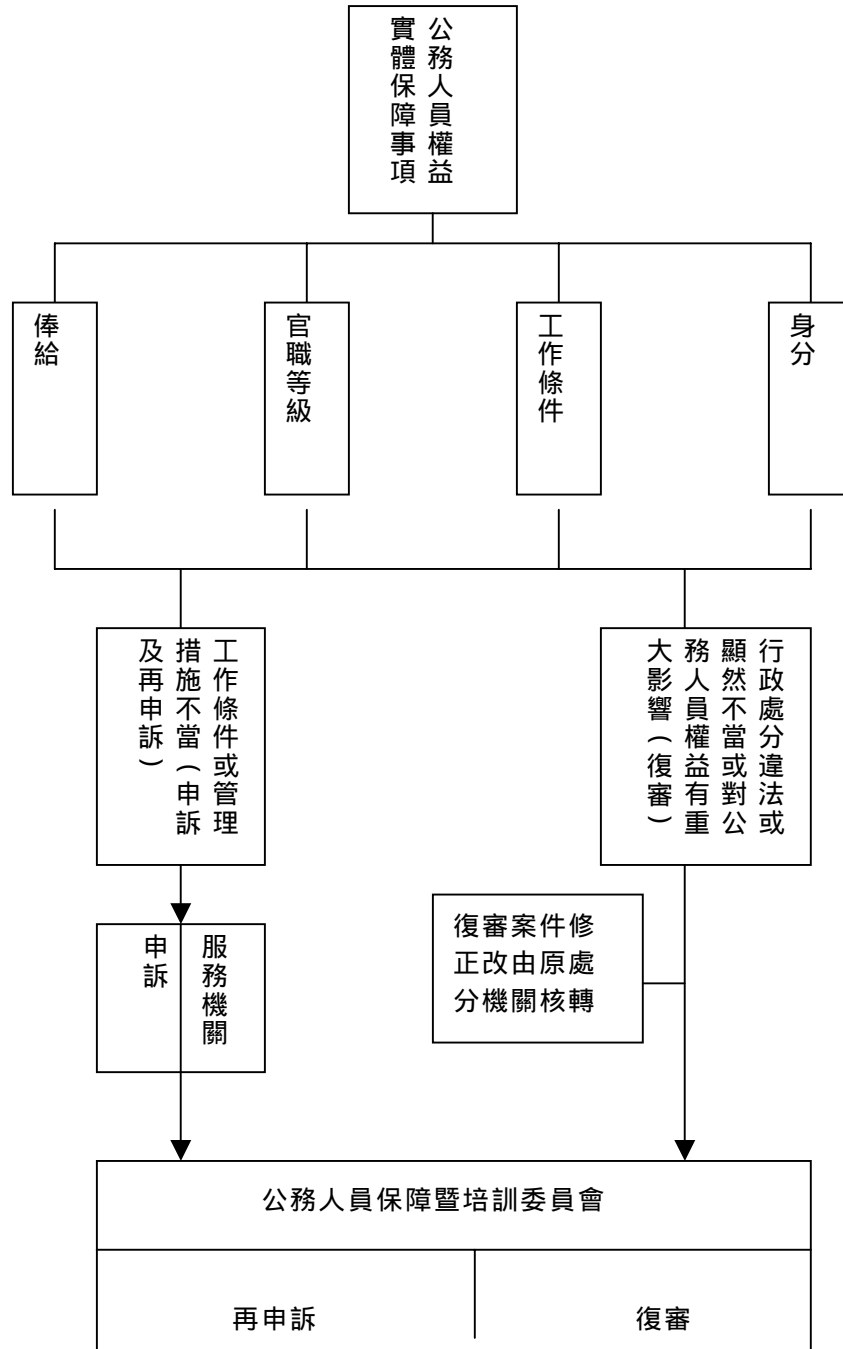 公務人員權益
實體保障事項
身分
工作條件
官職等級
俸給
行政處分違法或
顯然不當或對公
務人員權益有重
大影響（復審）
工作條件或管理
措施不當（申訴
及再申訴）
復審案件修
正改由原處
分機關核轉
服務機關
申訴
公務人員保障暨培訓委員會
再申訴
復審